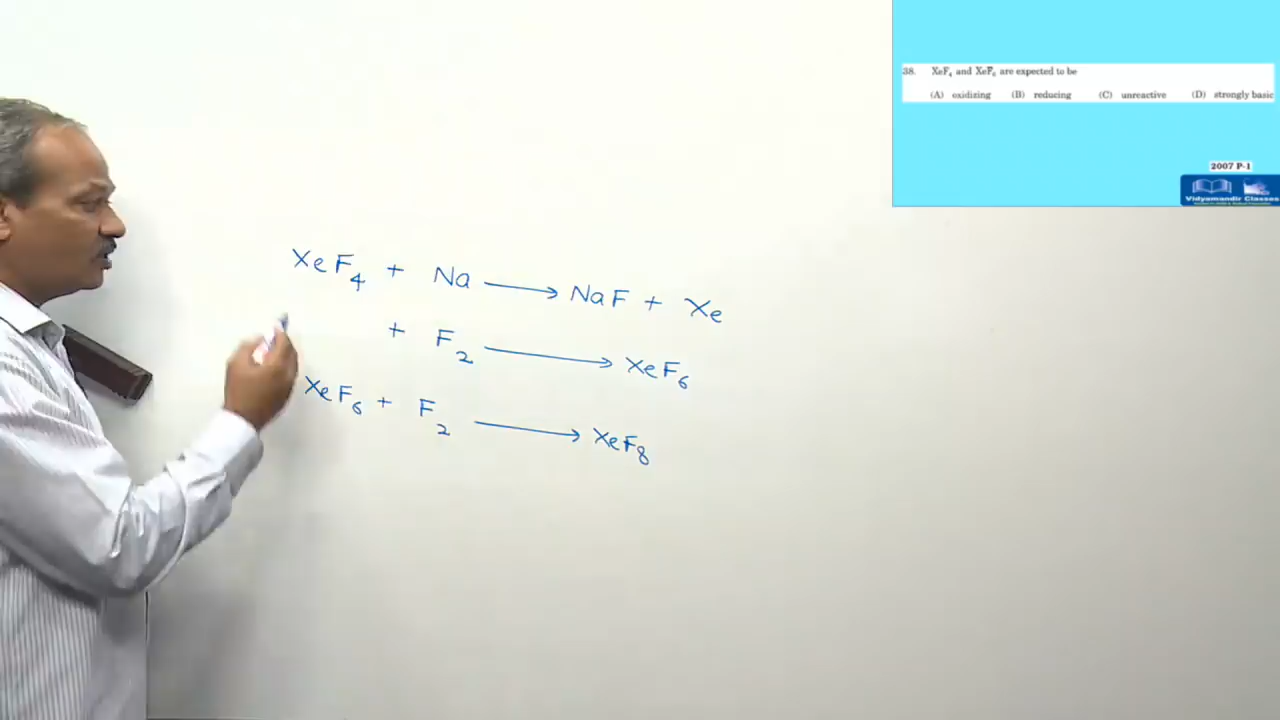 38. XeF₄ and XeF₆ are expected to be
(A) oxidizing (B) reducing (C) unreactive (D) strongly basic
2007 P-1
Vidyamandir Classes
XeF₄ + Na ⟶ NaF + Xe
+ F₂ ⟶ XeF₆
XeF₆ + F₂ ⟶ XeF₈